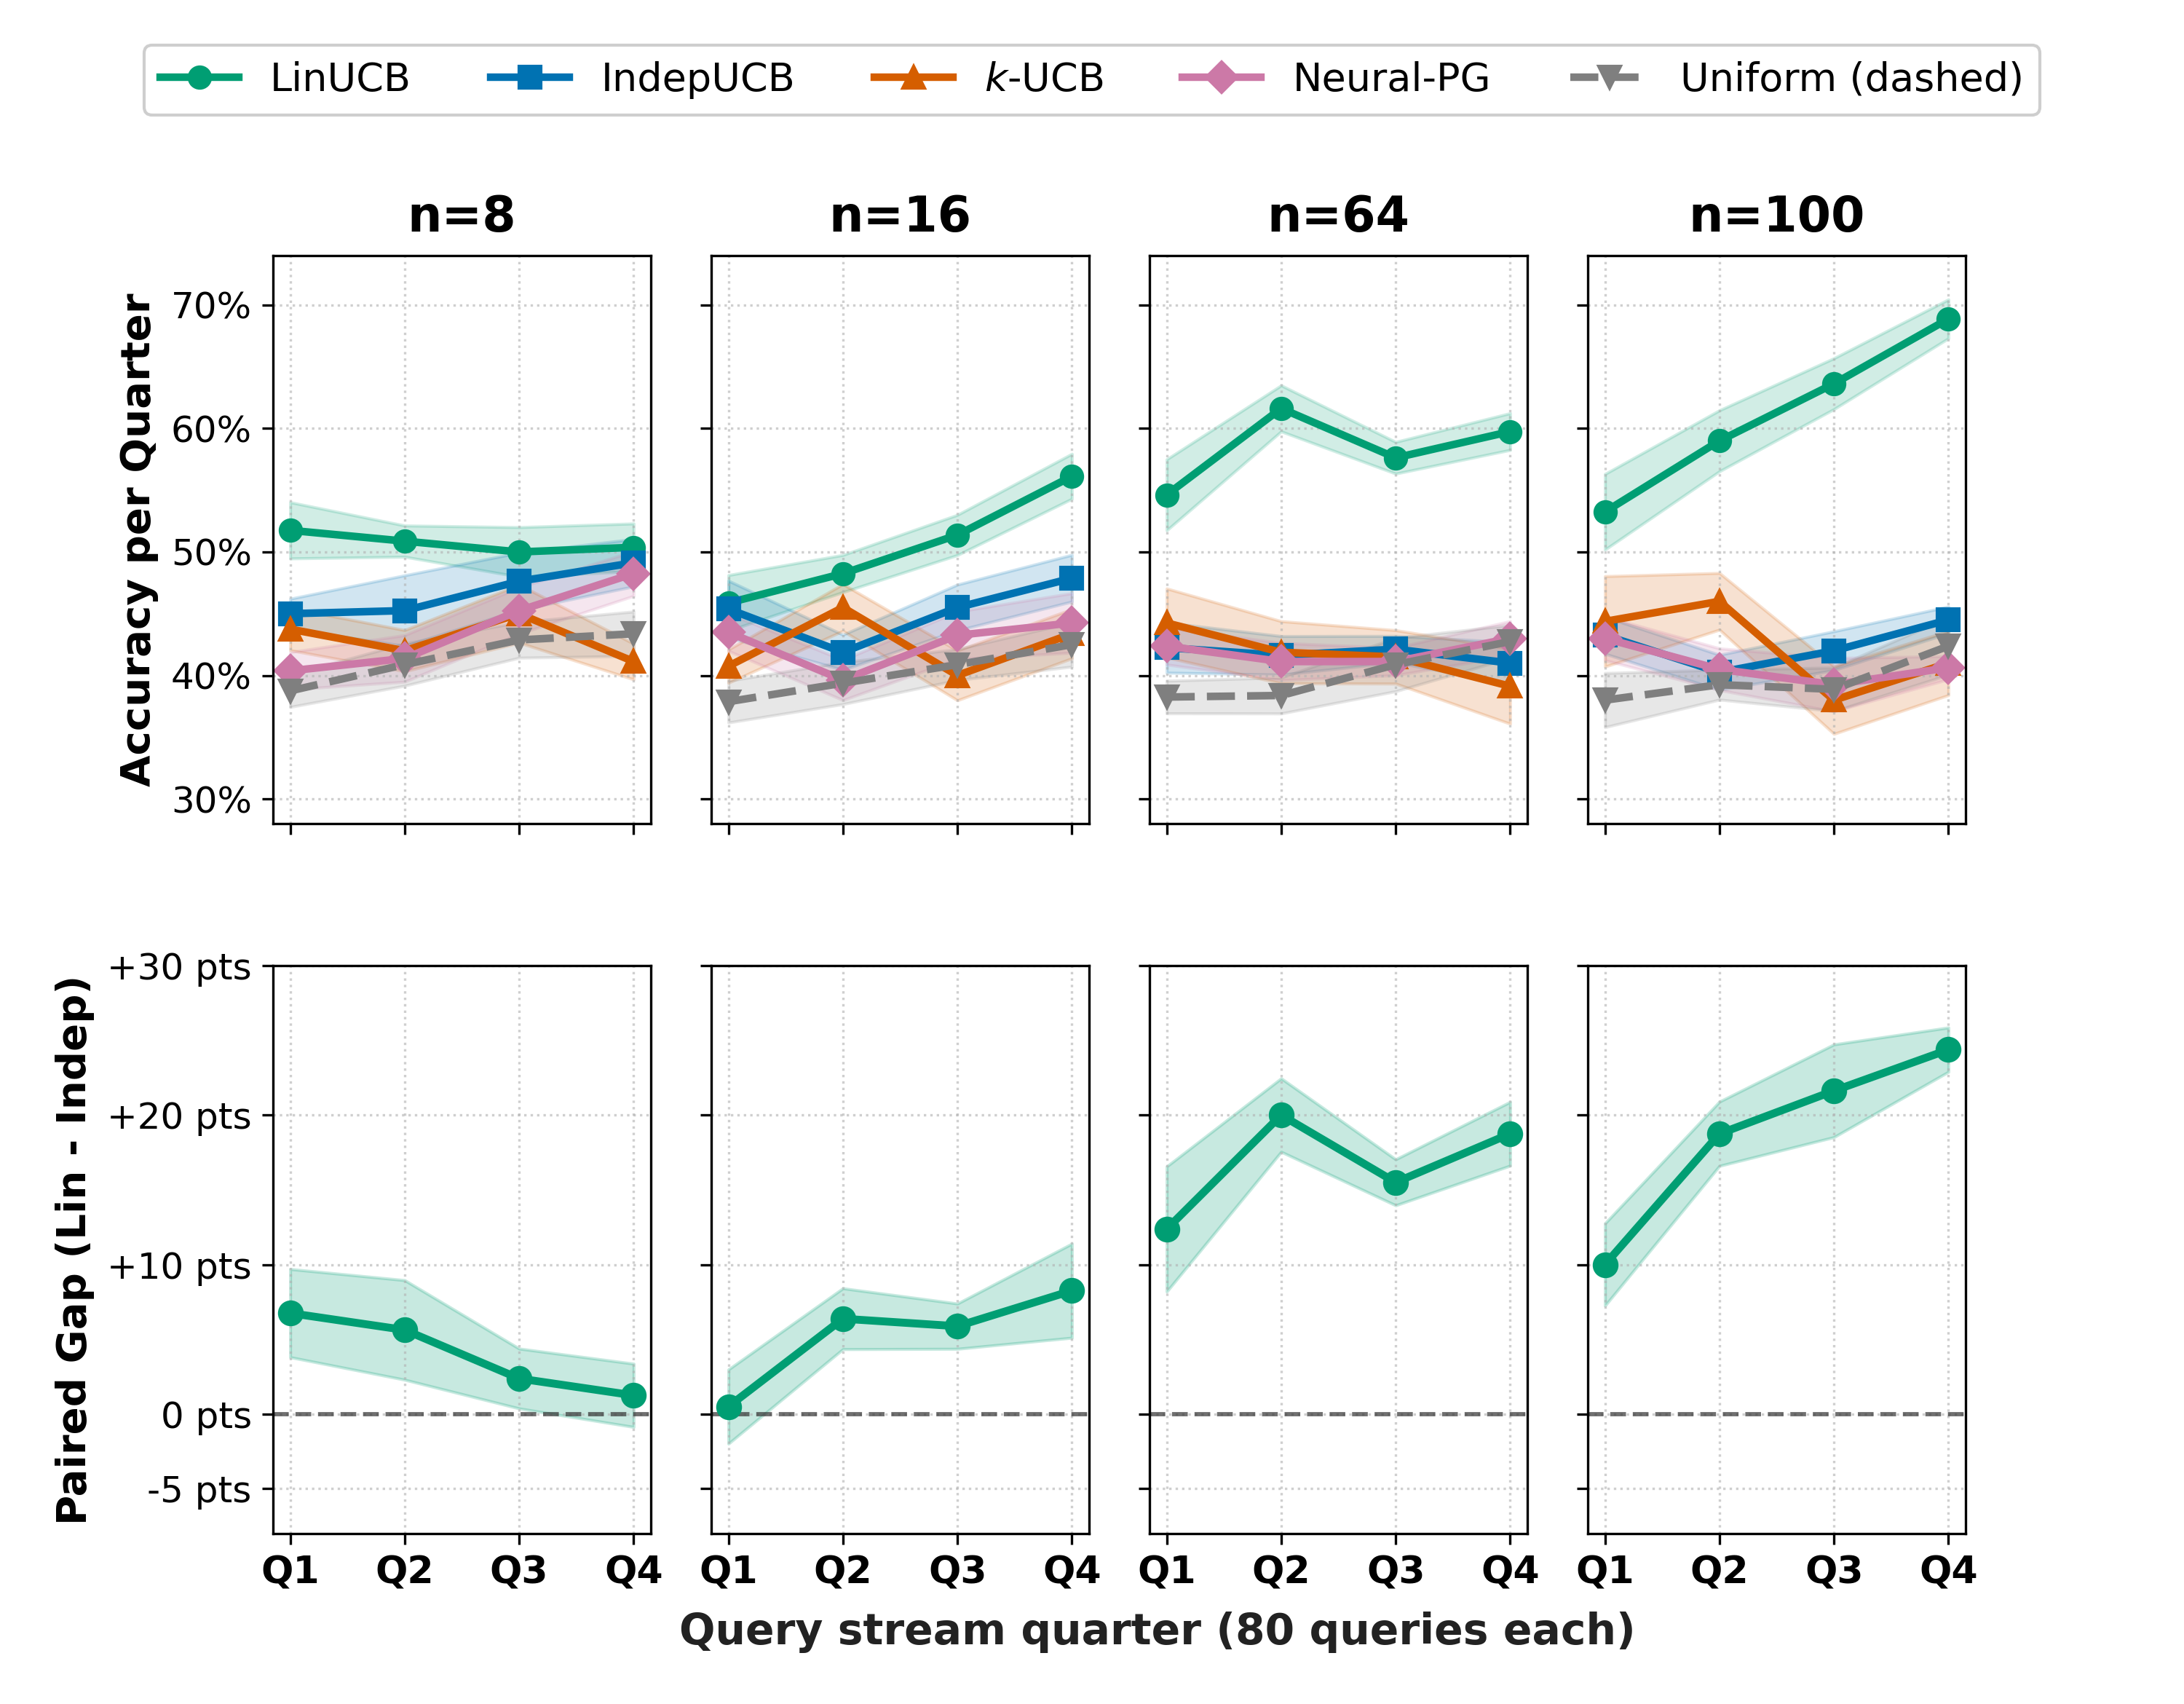 LinUCB IndepUCB k-UCB Neural-PG Uniform (dashed)
n=8 n=16 n=64 n=100
Accuracy per Quarter
70%
60%
50%
40%
30%
Paired Gap (Lin - Indep)
+30 pts
+20 pts
+10 pts
0 pts
-5 pts
Q1 Q2 Q3 Q4 Q1 Q2 Q3 Q4 Q1 Q2 Q3 Q4 Q1 Q2 Q3 Q4
Query stream quarter (80 queries each)